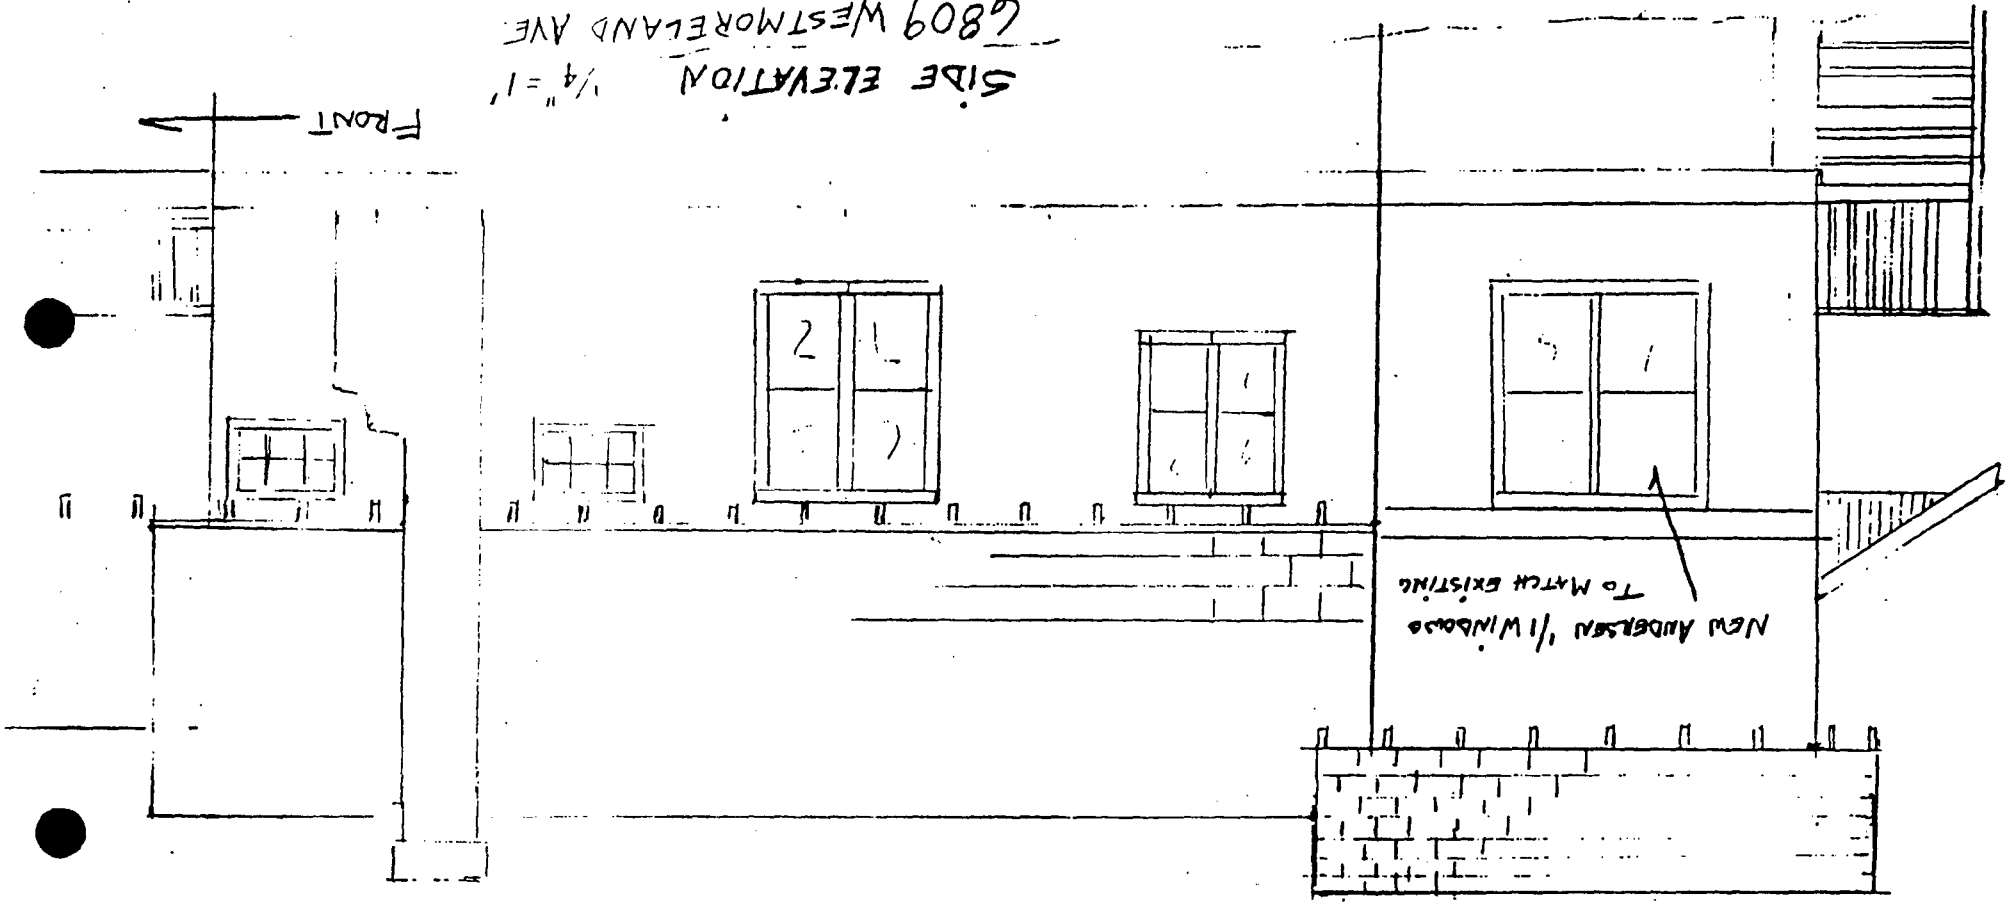 NEW ANDERSEN 1/1 WINDOWS
TO MATCH EXISTING
FRONT
SIDE ELEVATION 1/4" = 1'
6809 WESTMORELAND AVE.